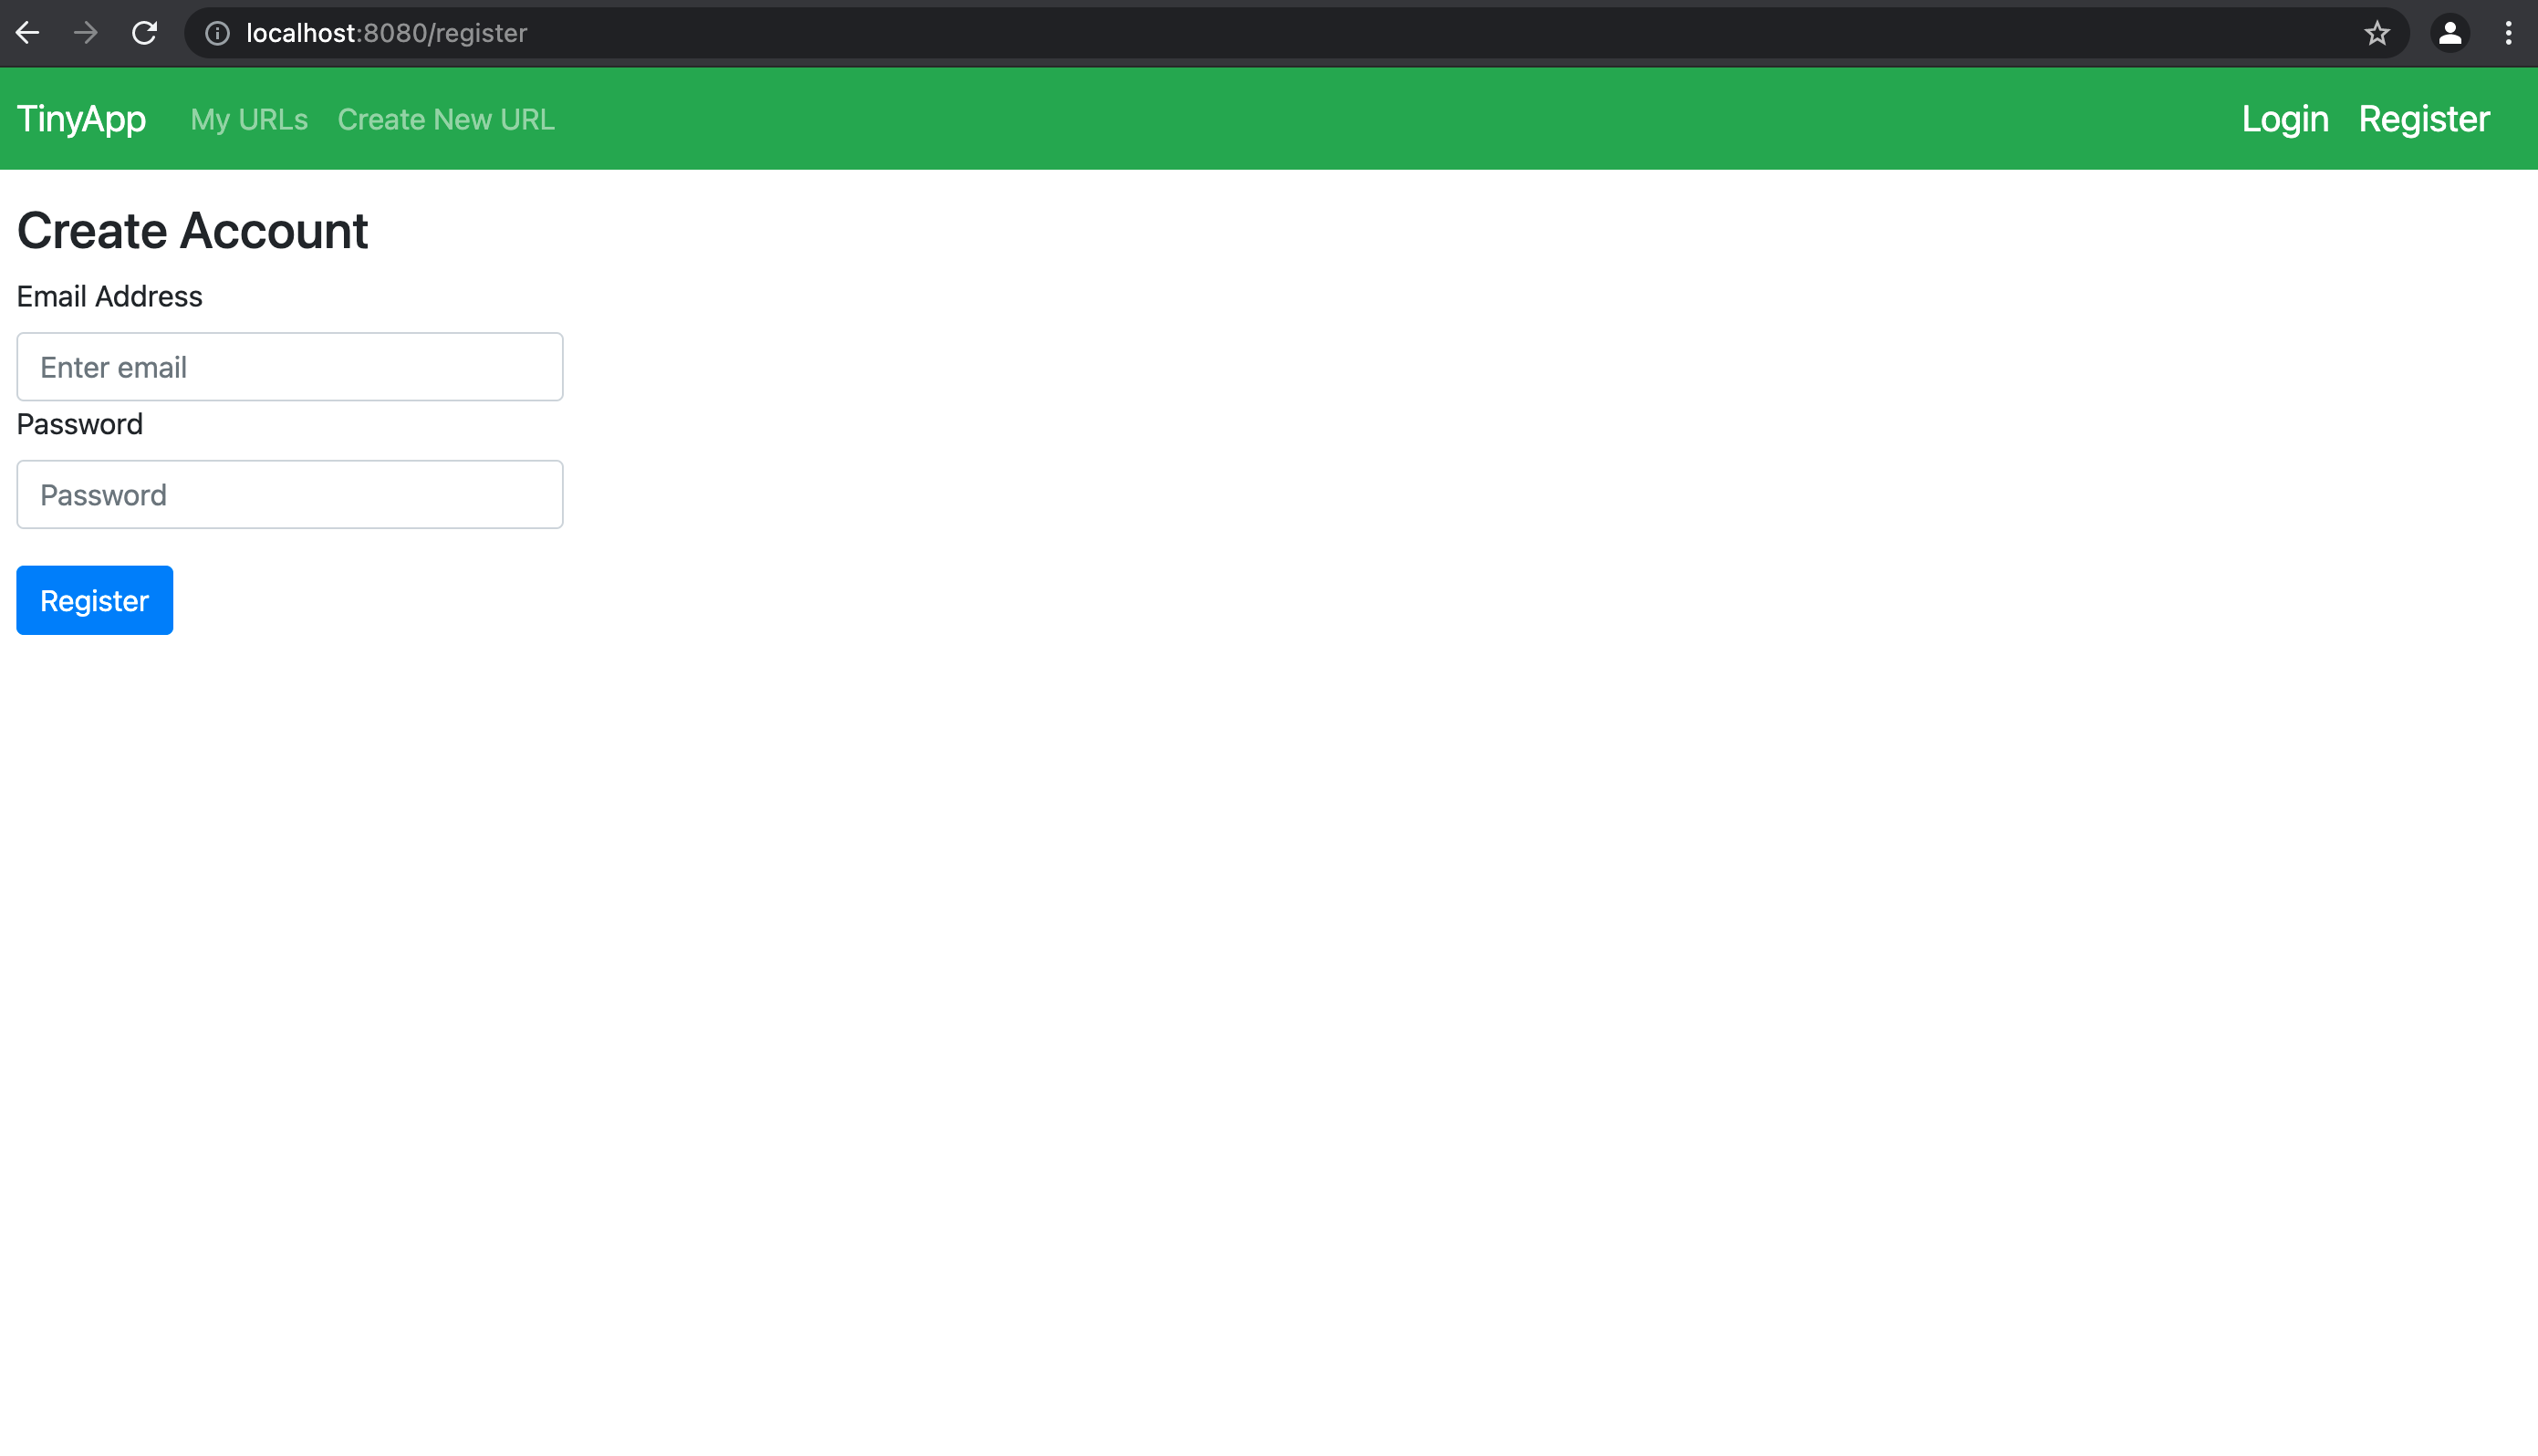 localhost:8080/register
TinyApp My URLs Create New URL Login Register
Create Account
Email Address
Enter email
Password
Password
Register